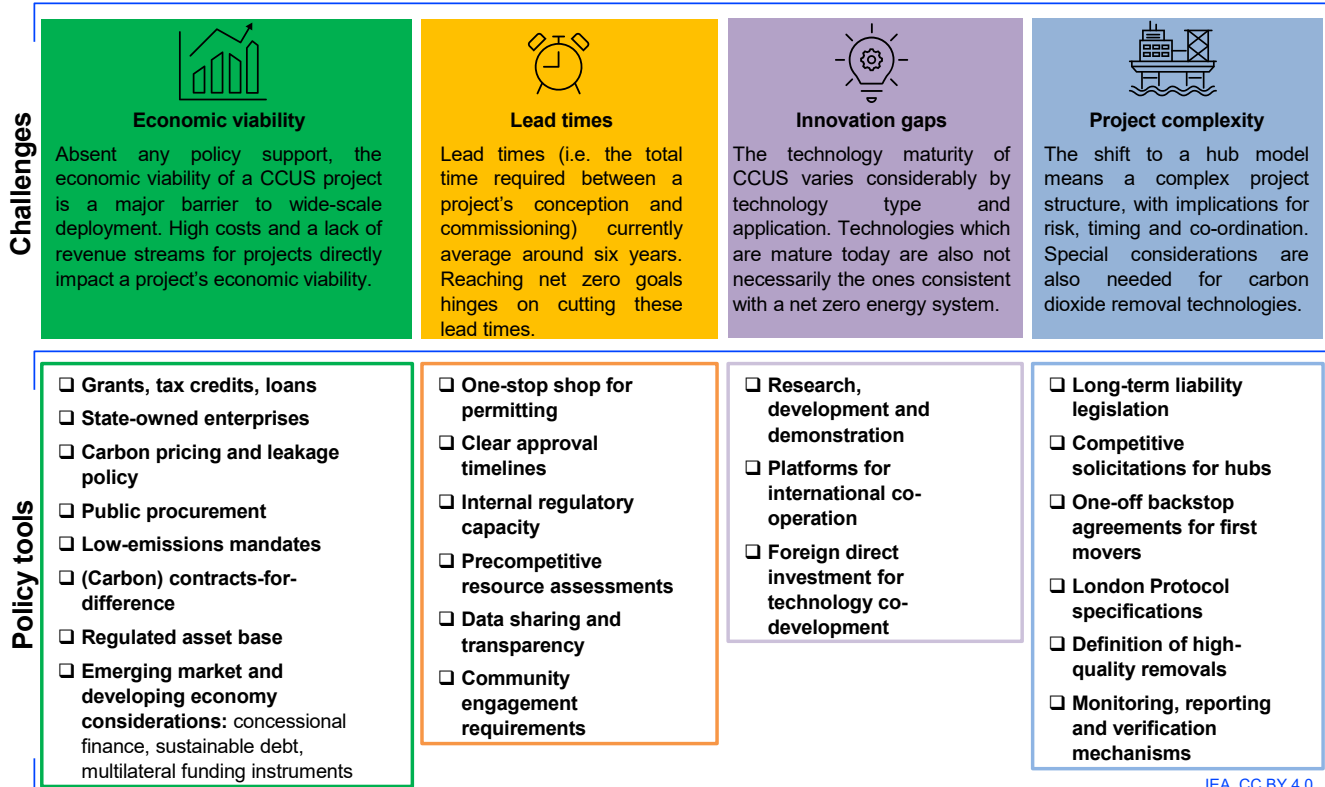 Challenges
Economic viability
Absent any policy support, the
economic viability of a CCUS project
is a major barrier to wide-scale
deployment. High costs and a lack of
revenue streams for projects directly
impact a project's economic viability.
Lead times
Lead times (i.e. the total
time required between a
project's conception and
commissioning) currently
average around six years.
Reaching net zero goals
hinges on cutting these
lead times.
Innovation gaps
The technology maturity of
CCUS varies considerably by
technology type and
application. Technologies which
are mature today are also not
necessarily the ones consistent
with a net zero energy system.
Project complexity
The shift to a hub model
means a complex project
structure, with implications for
risk, timing and co-ordination.
Special considerations are
also needed for carbon
dioxide removal technologies.
Policy tools
❑ Grants, tax credits, loans
❑ State-owned enterprises
❑ Carbon pricing and leakage
policy
❑ Public procurement
❑ Low-emissions mandates
❑ (Carbon) contracts-for-
difference
❑ Regulated asset base
❑ Emerging market and
developing economy
considerations: concessional
finance, sustainable debt,
multilateral funding instruments
❑ One-stop shop for
permitting
❑ Clear approval
timelines
❑ Internal regulatory
capacity
❑ Precompetitive
resource assessments
❑ Data sharing and
transparency
❑ Community
engagement
requirements
❑ Research,
development and
demonstration
❑ Platforms for
international co-
operation
❑ Foreign direct
investment for
technology co-
development
❑ Long-term liability
legislation
❑ Competitive
solicitations for hubs
❑ One-off backstop
agreements for first
movers
❑ London Protocol
specifications
❑ Definition of high-
quality removals
❑ Monitoring, reporting
and verification
mechanisms
IEA. CC BY 4.0.